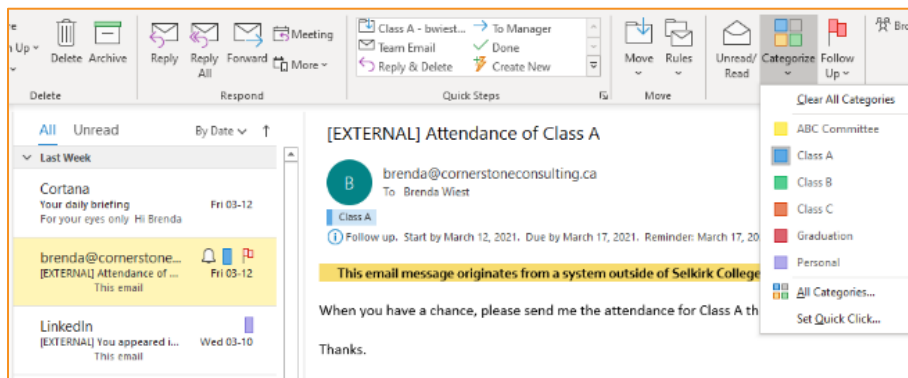 Up
Delete Archive
Reply Reply All Forward
Meeting
More
Class A - bwiest... To Manager
Team Email Done
Reply & Delete Create New
Move Rules
Unread/ Read Categorize Follow Up
Delete Respond Quick Steps Move
Clear All Categories
ABC Committee
Class A
Class B
Class C
Graduation
Personal
All Categories...
Set Quick Click...
All Unread By Date
Last Week
Cortana
Your daily briefing Fri 03-12
For your eyes only Hi Brenda
brenda@cornerstone...
[EXTERNAL] Attendance of ... Fri 03-12
This email
LinkedIn
[EXTERNAL] You appeared i... Wed 03-10
This email
[EXTERNAL] Attendance of Class A
B
brenda@cornerstoneconsulting.ca
To Brenda Wiest
Class A
Follow up. Start by March 12, 2021. Due by March 17, 2021. Reminder: March 17, 20
This email message originates from a system outside of Selkirk College
When you have a chance, please send me the attendance for Class A th
Thanks.